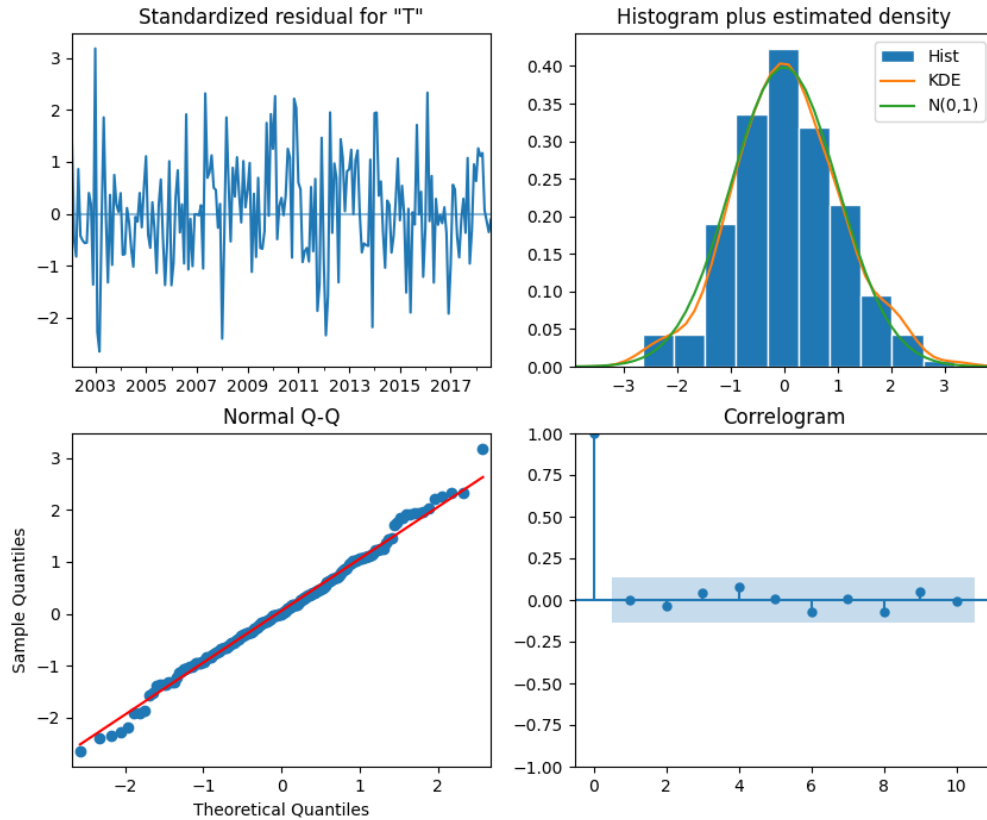 Standardized residual for "T"
3
2
1
0
−1
−2
2003 2005 2007 2009 2011 2013 2015 2017
Histogram plus estimated density
Hist
KDE
N(0,1)
0.40
0.35
0.30
0.25
0.20
0.15
0.10
0.05
0.00
−3 −2 −1 0 1 2 3
Normal Q-Q
Sample Quantiles
3
2
1
0
−1
−2
−2 −1 0 1 2
Theoretical Quantiles
Correlogram
1.00
0.75
0.50
0.25
0.00
−0.25
−0.50
−0.75
−1.00
0 2 4 6 8 10